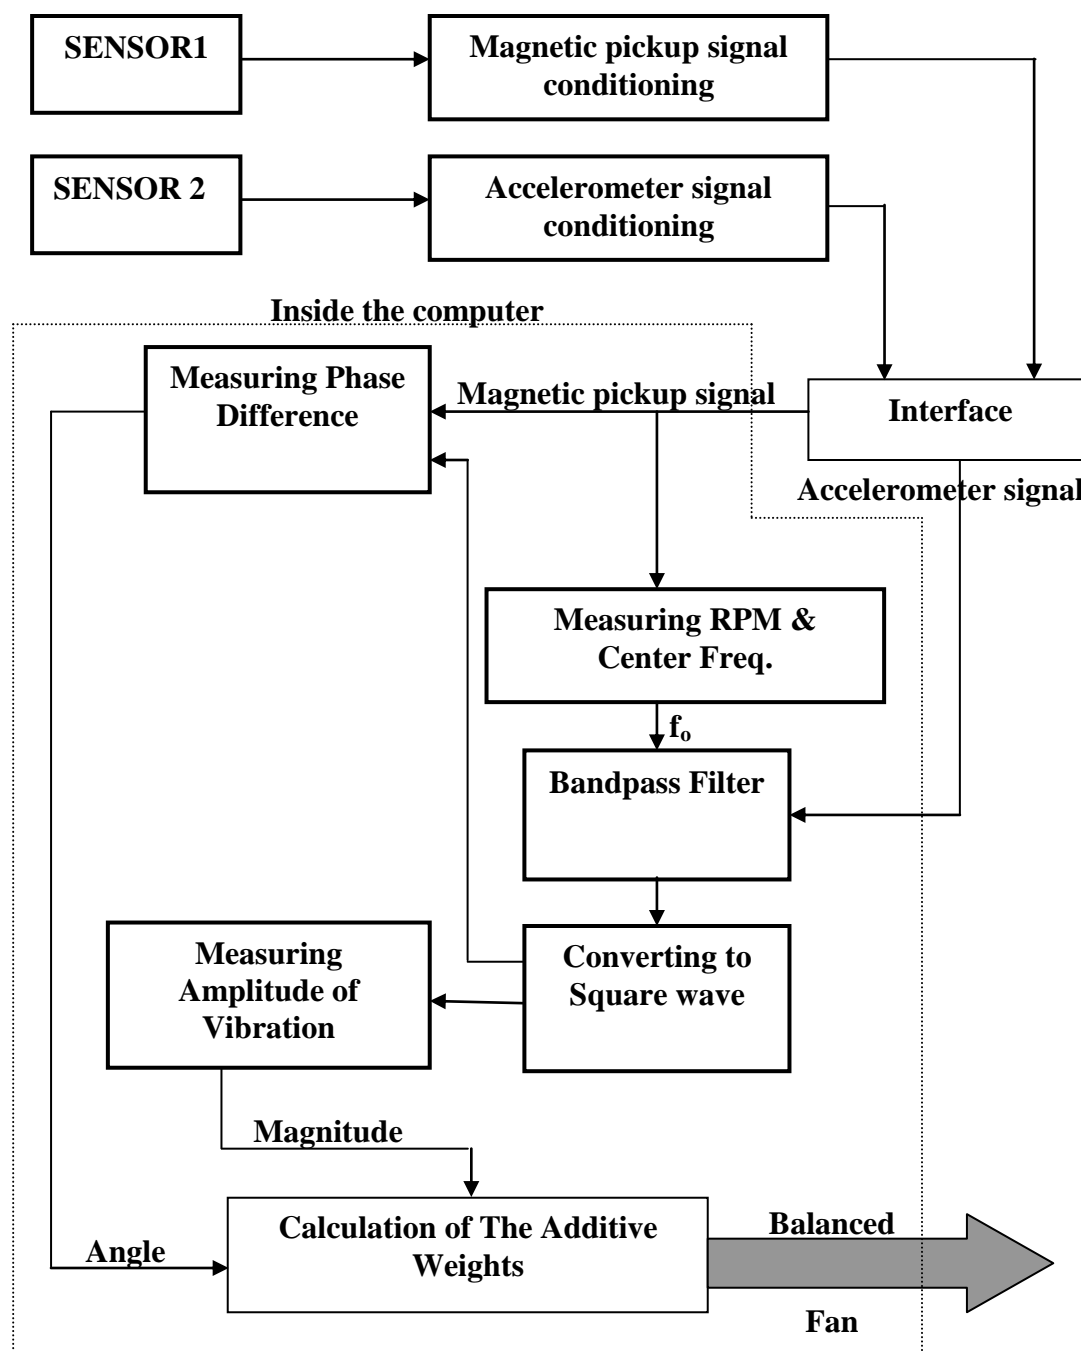 SENSOR1
Magnetic pickup signal
conditioning
SENSOR 2
Accelerometer signal
conditioning
Inside the computer
Measuring Phase
Difference
Magnetic pickup signal
Interface
Accelerometer signal
Measuring RPM &
Center Freq.
fo
Bandpass Filter
Measuring
Amplitude of
Vibration
Converting to
Square wave
Magnitude
Calculation of The Additive
Weights
Angle
Balanced
Fan